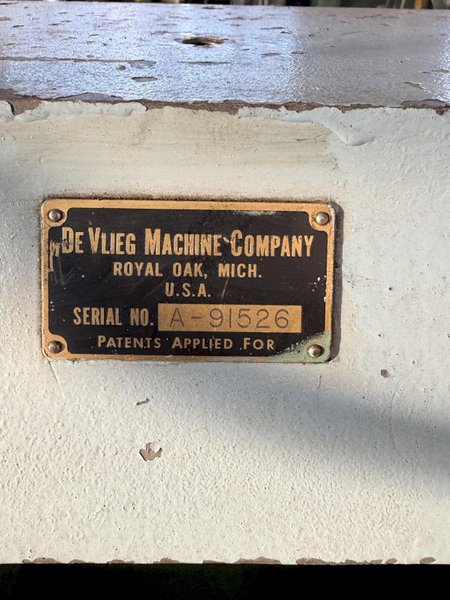 DE VLIEG MACHINE COMPANY
ROYAL OAK, MICH.
U.S.A.
SERIAL NO. A-91526
PATENTS APPLIED FOR